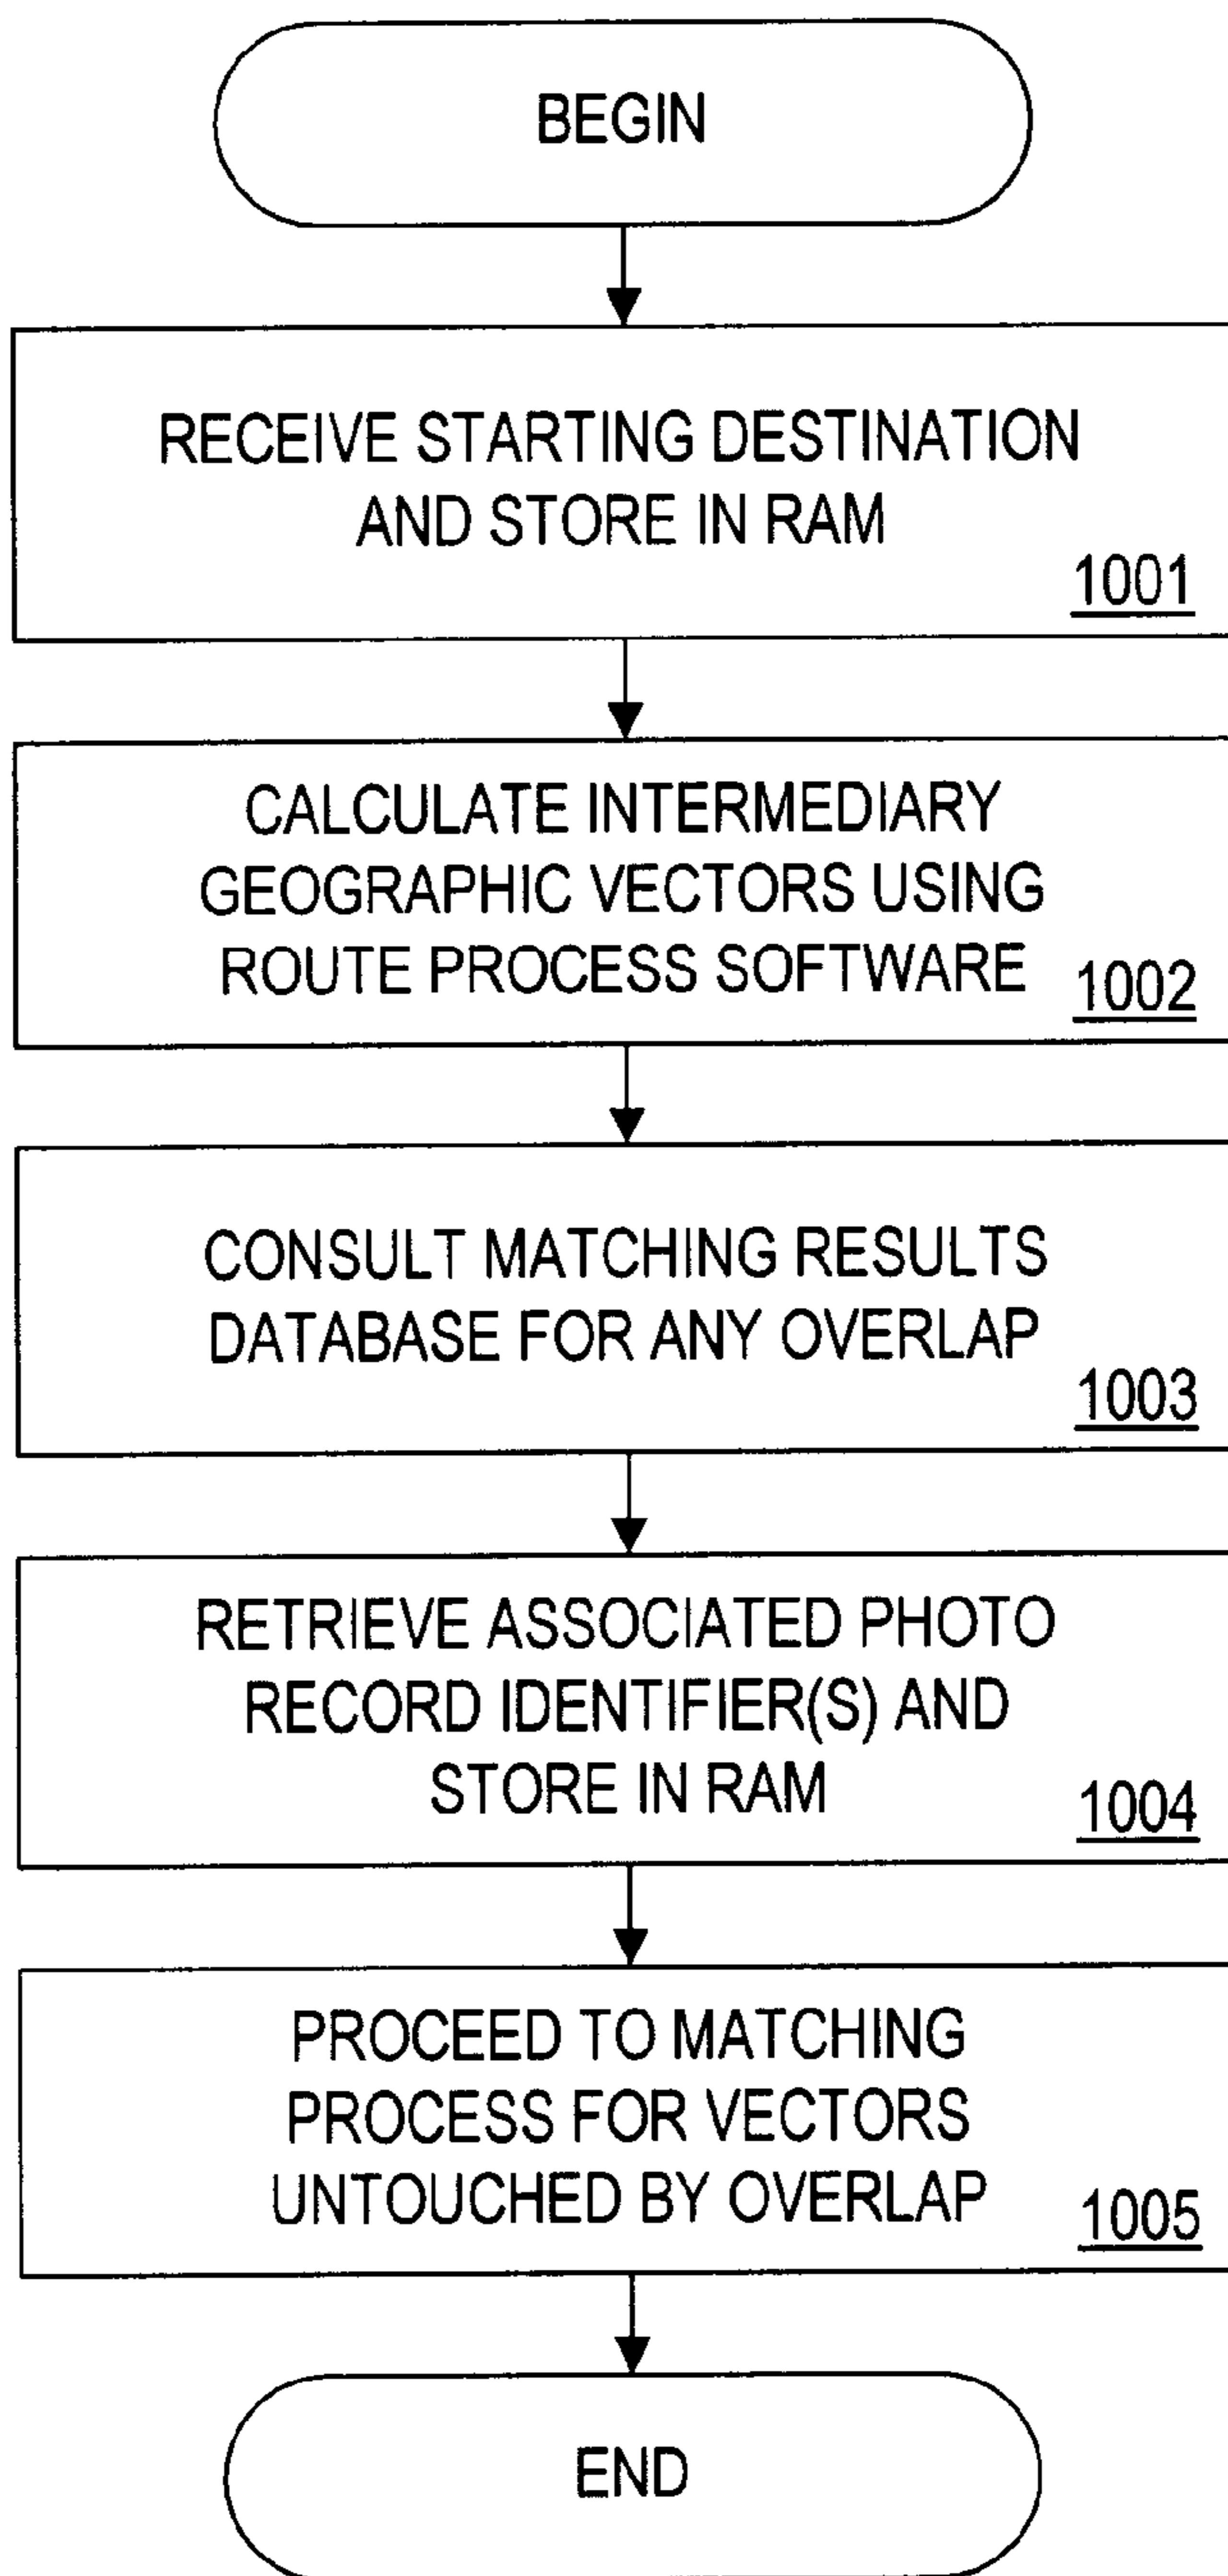 BEGIN
RECEIVE STARTING DESTINATION
AND STORE IN RAM
1001
CALCULATE INTERMEDIARY
GEOGRAPHIC VECTORS USING
ROUTE PROCESS SOFTWARE
1002
CONSULT MATCHING RESULTS
DATABASE FOR ANY OVERLAP
1003
RETRIEVE ASSOCIATED PHOTO
RECORD IDENTIFIER(S) AND
STORE IN RAM
1004
PROCEED TO MATCHING
PROCESS FOR VECTORS
UNTOUCHED BY OVERLAP
1005
END